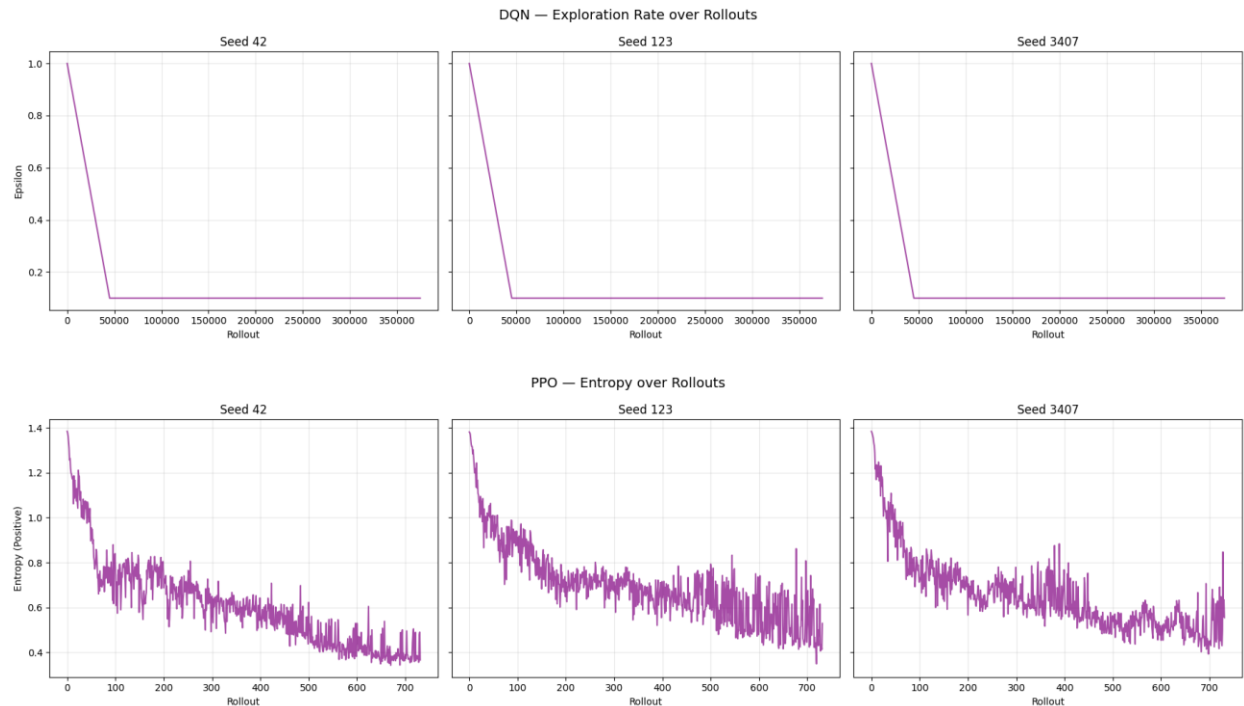 DQN — Exploration Rate over Rollouts
Seed 42
Seed 123
Seed 3407
1.0
0.8
0.6
0.4
0.2
Epsilon
0 50000 100000 150000 200000 250000 300000 350000
0 50000 100000 150000 200000 250000 300000 350000
0 50000 100000 150000 200000 250000 300000 350000
Rollout
Rollout
Rollout
PPO — Entropy over Rollouts
Seed 42
Seed 123
Seed 3407
1.4
1.2
1.0
0.8
0.6
0.4
Entropy (Positive)
0 100 200 300 400 500 600 700
0 100 200 300 400 500 600 700
0 100 200 300 400 500 600 700
Rollout
Rollout
Rollout